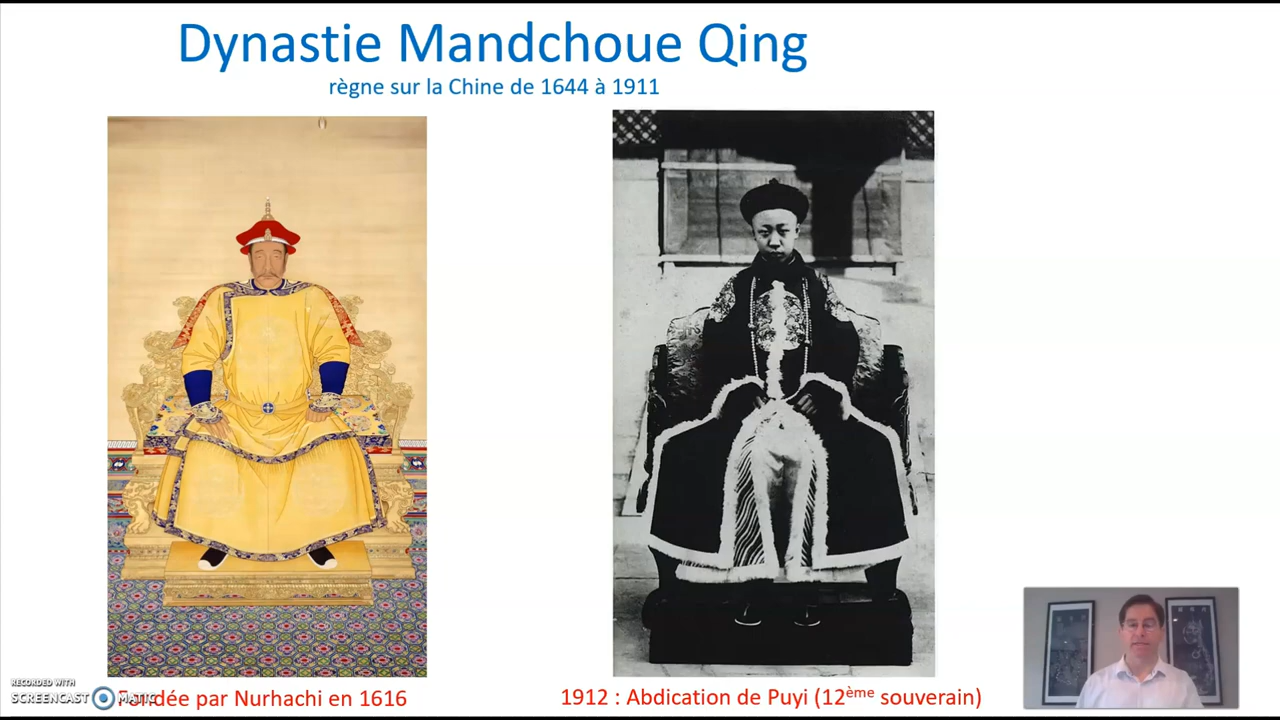 Dynastie Mandchoue Qing
règne sur la Chine de 1644 à 1911
RECORDED WITH
SCREENCAST MATIC
dée par Nurhachi en 1616
1912 : Abdication de Puyi (12ème souverain)